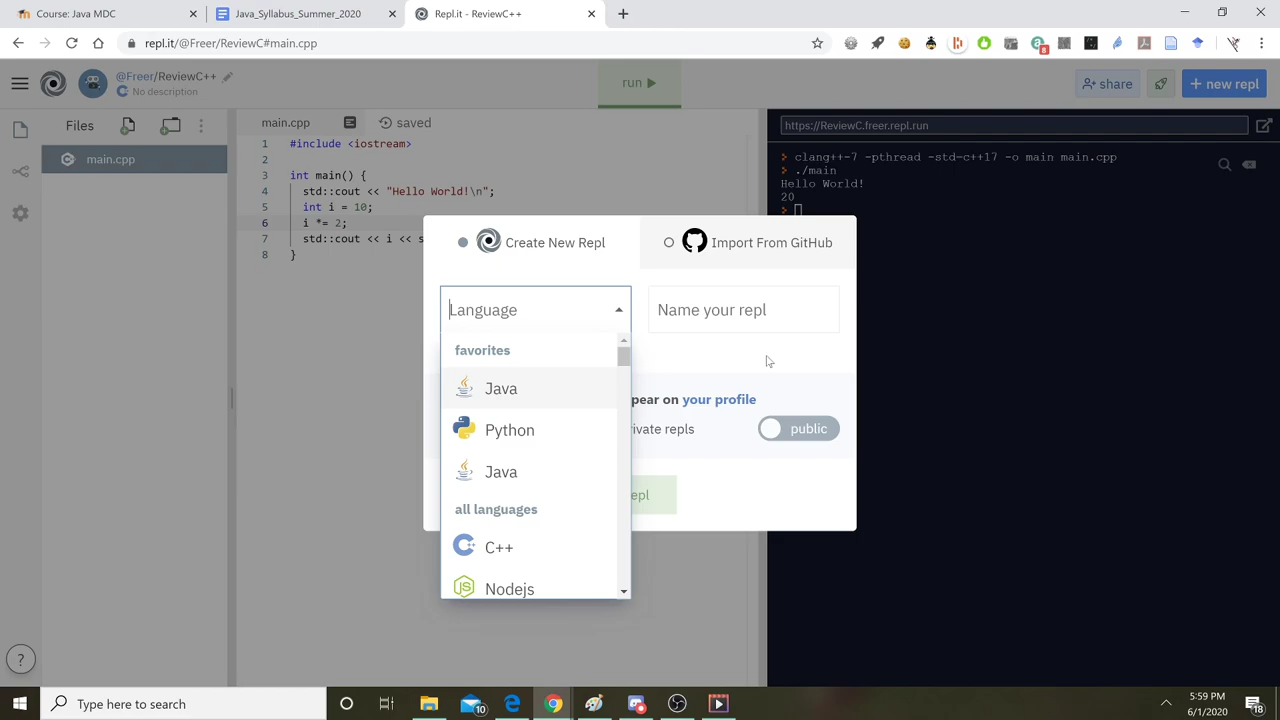 Course: Java MDC
Java_Syllabus_Summer_2020
Repl.it - ReviewC++
repl.it/@Freer/ReviewC#main.cpp
8
@Freer/ReviewC++
No description
run
share
+ new repl
Files
main.cpp
saved
https://ReviewC.freer.repl.run
main.cpp
1 #include <iostream>
2
3 int main() {
4 std::cout << "Hello World!\n";
5 int i = 10;
6 i *= 2;
7 std::cout << i << s
8 }
clang++-7 -pthread -std=c++17 -o main main.cpp
./main
Hello World!
20
Create New Repl
Import From GitHub
Language
Name your repl
favorites
Java
Python
Java
all languages
C++
Nodejs
pear on your profile
rivate repls
public
epl
?
Type here to search
10
5:59 PM
6/1/2020
18